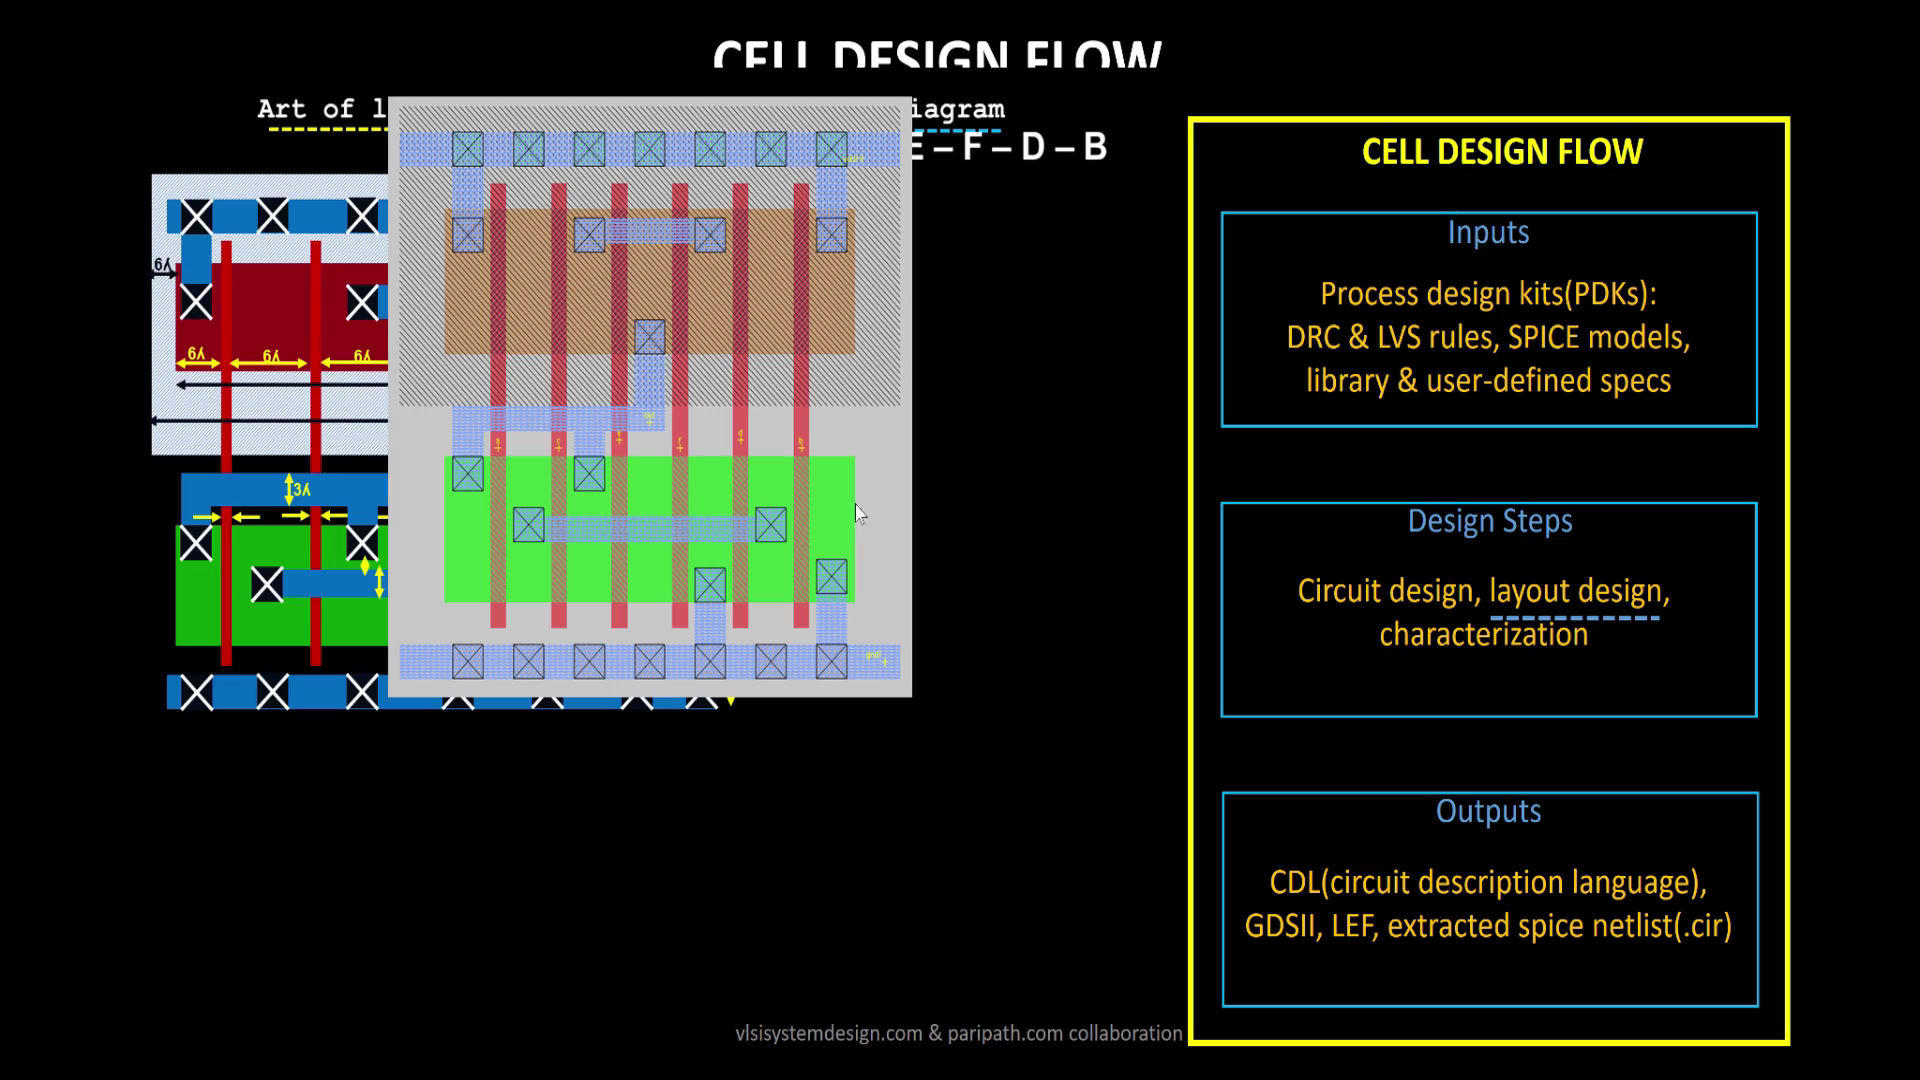 CELL DESIGN FLOW
Art of l
iagram
E – F – D – B
6λ
6λ
6λ
6λ
3λ
a
c
e
f
d
b
out
gnd
CELL DESIGN FLOW
Inputs
Process design kits(PDKs):
DRC & LVS rules, SPICE models,
library & user-defined specs
Design Steps
Circuit design, layout design,
characterization
Outputs
CDL(circuit description language),
GDSII, LEF, extracted spice netlist(.cir)
vlsisystemdesign.com & paripath.com collaboration